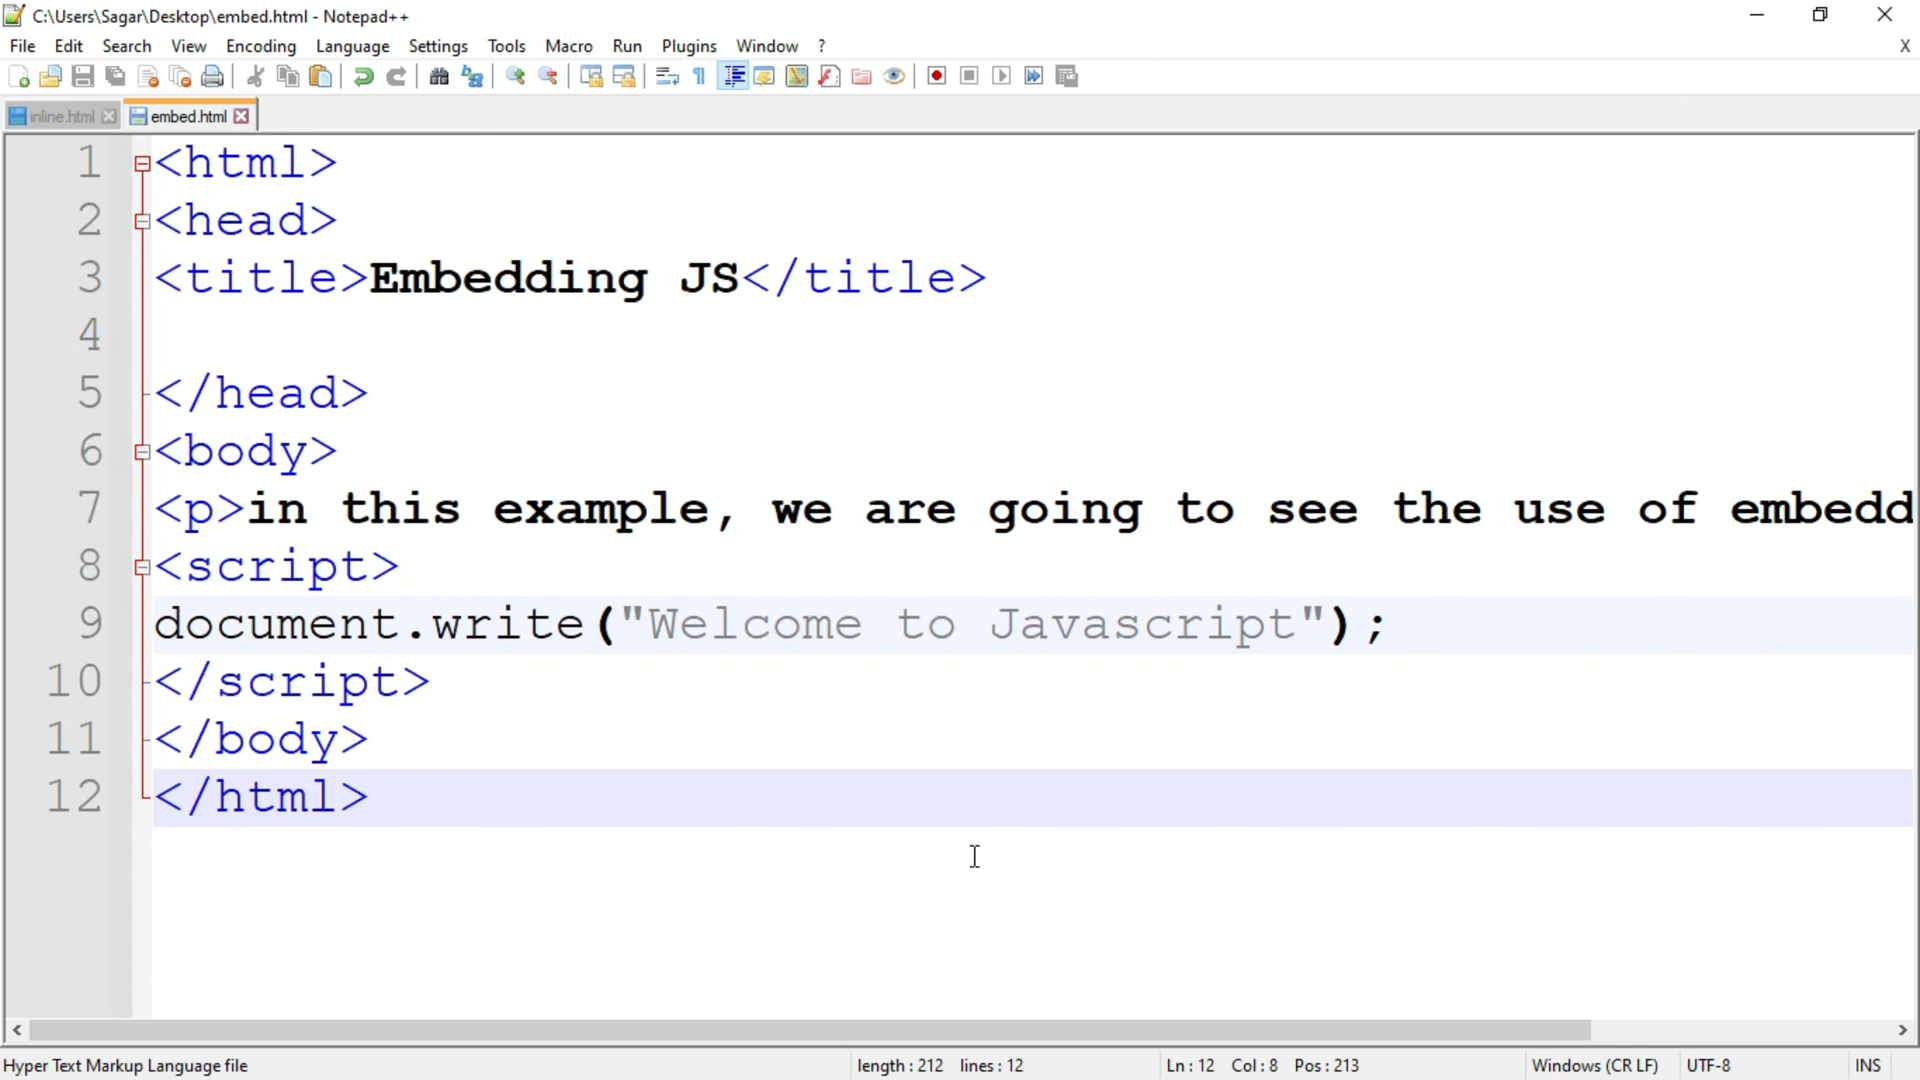 C:\Users\Sagar\Desktop\embed.html - Notepad++
File Edit Search View Encoding Language Settings Tools Macro Run Plugins Window ? X
inline.html embed.html
1 <html>
2 <head>
3 <title>Embedding JS</title>
4
5 </head>
6 <body>
7 <p>in this example, we are going to see the use of embedd
8 <script>
9 document.write("Welcome to Javascript");
10 </script>
11 </body>
12 </html>
Hyper Text Markup Language file length : 212 lines : 12 Ln : 12 Col : 8 Pos : 213 Windows (CR LF) UTF-8 INS